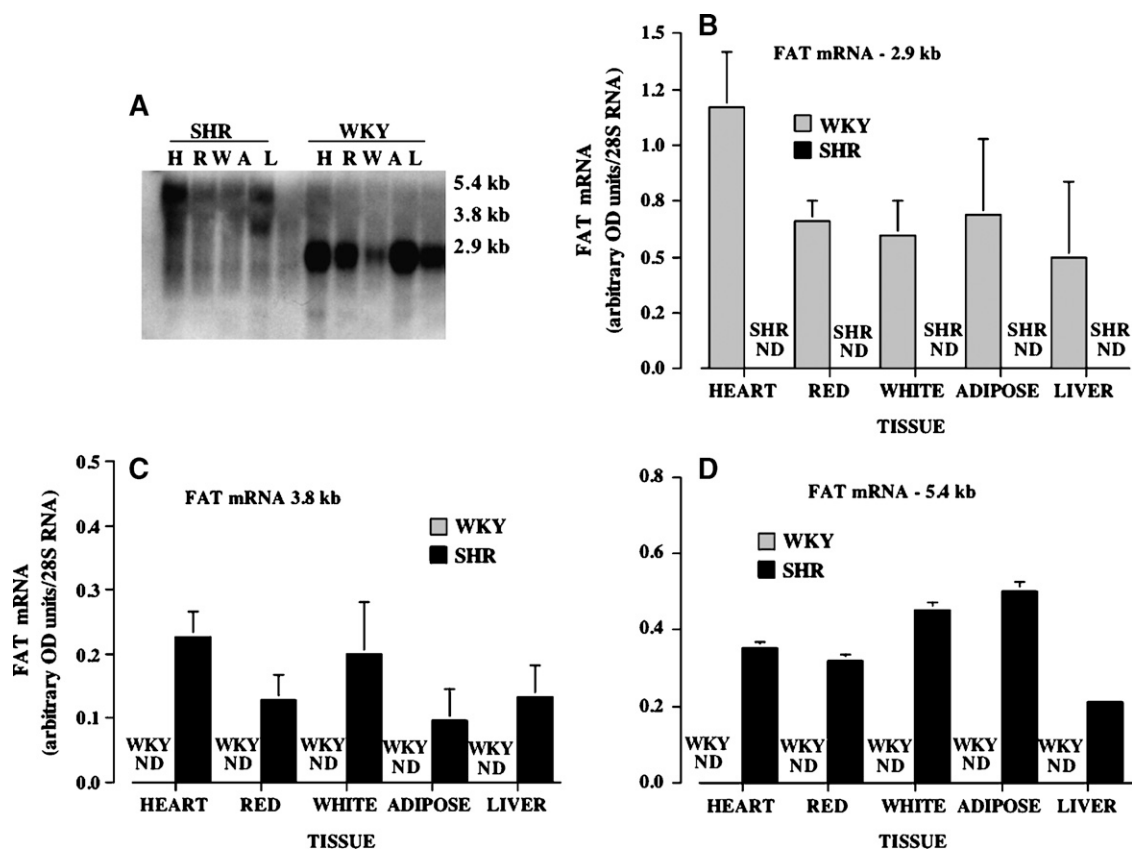 A
SHR WKY
H R W A L H R W A L
5.4 kb
3.8 kb
2.9 kb
B
FAT mRNA - 2.9 kb
WKY
SHR
FAT mRNA
(arbitrary OD units/28S RNA)
1.5
1.2
1.0
0.8
0.5
0.2
0.0
SHR SHR SHR SHR SHR
ND ND ND ND ND
HEART RED WHITE ADIPOSE LIVER
TISSUE
C
FAT mRNA 3.8 kb
WKY
SHR
FAT mRNA
(arbitrary OD units/28S RNA)
0.5
0.4
0.3
0.2
0.1
0.0
WKY WKY WKY WKY WKY
ND ND ND ND ND
HEART RED WHITE ADIPOSE LIVER
TISSUE
D
FAT mRNA - 5.4 kb
WKY
SHR
0.8
0.6
0.4
0.2
0.0
WKY WKY WKY WKY WKY
ND ND ND ND ND
HEART RED WHITE ADIPOSE LIVER
TISSUE